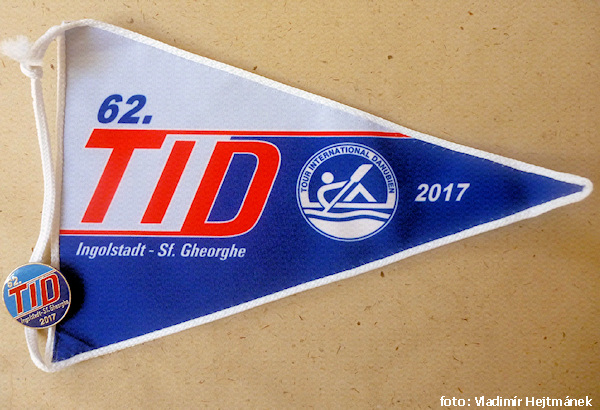 62.
TID
Ingolstadt - Sf. Gheorghe
TOUR INTERNATIONAL DANUBIEN
2017
62.
TID
Ingolstadt-Sf. Gheorghe
2017
foto: Vladimír Hejtmánek